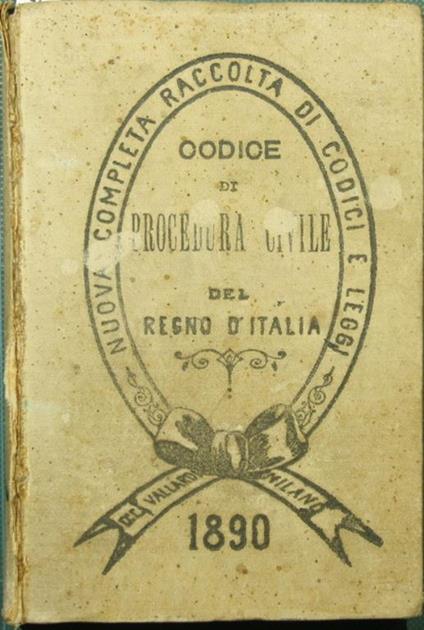 NUOVA COMPLETA RACCOLTA DI CODICI E LEGGI
CODICE
DI
PROCEDURA CIVILE
DEL
REGNO D'ITALIA
VALLARDI MILANO
1890